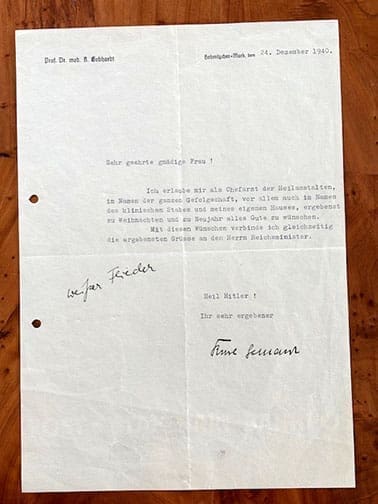 Prof. Dr. med. K. Gebhardt
Hohenlychen-Mark, den 24. Dezember 1940.
Sehr geehrte gnädige Frau !
Ich erlaube mir als Chefarzt der Heilanstalten,
in Namen der ganzen Gefolgschaft, vor allem auch in Namen
des klinischen Stabes und meines eigenen Hauses, ergebenst
zu Weihnachten und zu Neujahr alles Gute zu wünschen.
Mit diesen Wünschen verbinde ich gleichzeitig
die ergebensten Grüsse an den Herrn Reichsminister.
weißer
Heil Hitler !
Ihr sehr ergebener